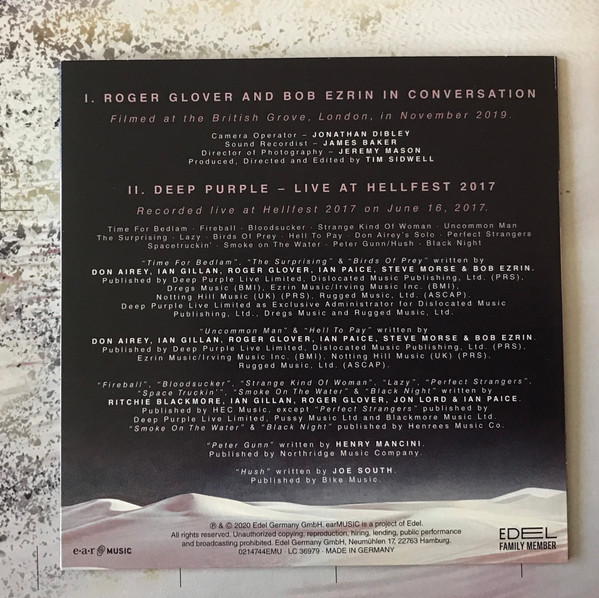 I. ROGER GLOVER AND BOB EZRIN IN CONVERSATION
Filmed at the British Grove, London, in November 2019.
Camera Operator – JONATHAN DIBLEY
Sound Recordist – JAMES BAKER
Director of Photography – JEREMY MASON
Produced, Directed and Edited by TIM SIDWELL
II. DEEP PURPLE – LIVE AT HELLFEST 2017
Recorded live at Hellfest 2017 on June 16, 2017.
Time For Bedlam · Fireball · Bloodsucker · Strange Kind Of Woman · Uncommon Man
The Surprising · Lazy · Birds Of Prey · Hell To Pay · Don Airey's Solo · Perfect Strangers
Spacetruckin' · Smoke on The Water · Peter Gunn/Hush · Black Night
"Time For Bedlam", "The Surprising" & "Birds Of Prey" written by
DON AIREY, IAN GILLAN, ROGER GLOVER, IAN PAICE, STEVE MORSE & BOB EZRIN.
Published by Deep Purple Live Limited, Dislocated Music Publishing, Ltd. (PRS),
Dregs Music (BMI), Ezrin Music/Irving Music Inc. (BMI),
Notting Hill Music (UK) (PRS), Rugged Music, Ltd. (ASCAP).
Deep Purple Live Limited as Exclusive Administrator for Dislocated Music
Publishing, Ltd., Dregs Music and Rugged Music, Ltd.
"Uncommon Man" & "Hell To Pay" written by
DON AIREY, IAN GILLAN, ROGER GLOVER, IAN PAICE, STEVE MORSE & BOB EZRIN.
Published by Deep Purple Live Limited, Dislocated Music Publishing, Ltd. (PRS),
Ezrin Music/Irving Music Inc. (BMI), Notting Hill Music (UK) (PRS),
Rugged Music, Ltd. (ASCAP).
"Fireball", "Bloodsucker", "Strange Kind Of Woman", "Lazy", "Perfect Strangers",
"Space Truckin'", "Smoke On The Water" & "Black Night" written by
RITCHIE BLACKMORE, IAN GILLAN, ROGER GLOVER, JON LORD & IAN PAICE.
Published by HEC Music, except "Perfect Strangers" published by
Deep Purple Live Limited, Pussy Music Ltd and Blackmore Music Ltd.
"Smoke On The Water" & "Black Night" published by Henrees Music Co.
"Peter Gunn" written by HENRY MANCINI.
Published by Northridge Music Company.
"Hush" written by JOE SOUTH.
Published by Bike Music.
℗ & © 2020 Edel Germany GmbH. earMUSIC is a project of Edel.
All rights reserved. Unauthorized copying, reproduction, hiring, lending, public performance
and broadcasting prohibited. Edel Germany GmbH, Neumühlen 17, 22763 Hamburg.
0214744EMU · LC 36979 · MADE IN GERMANY
e·a·r MUSIC
EDEL
FAMILY MEMBER